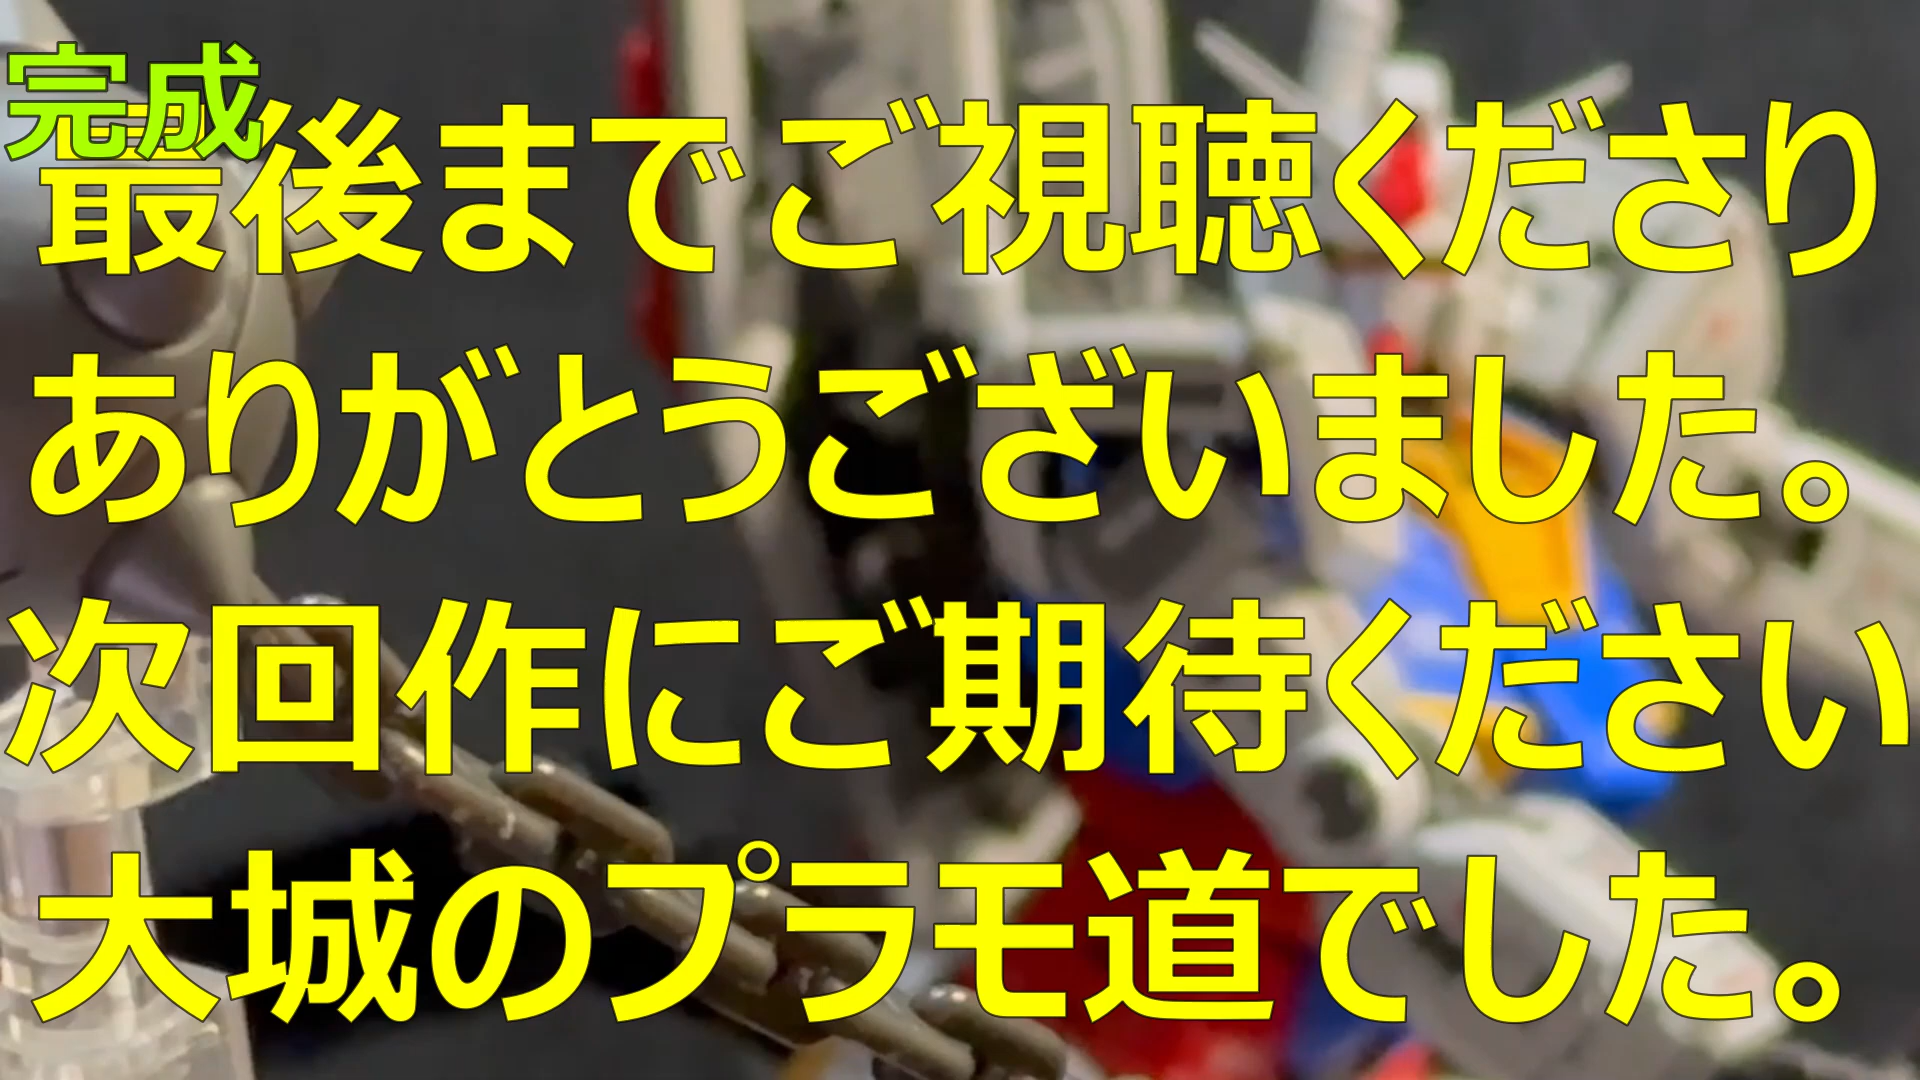 完成
最後までご視聴くださり
ありがとうございました。
次回作にご期待ください
大城のプラモ道でした。